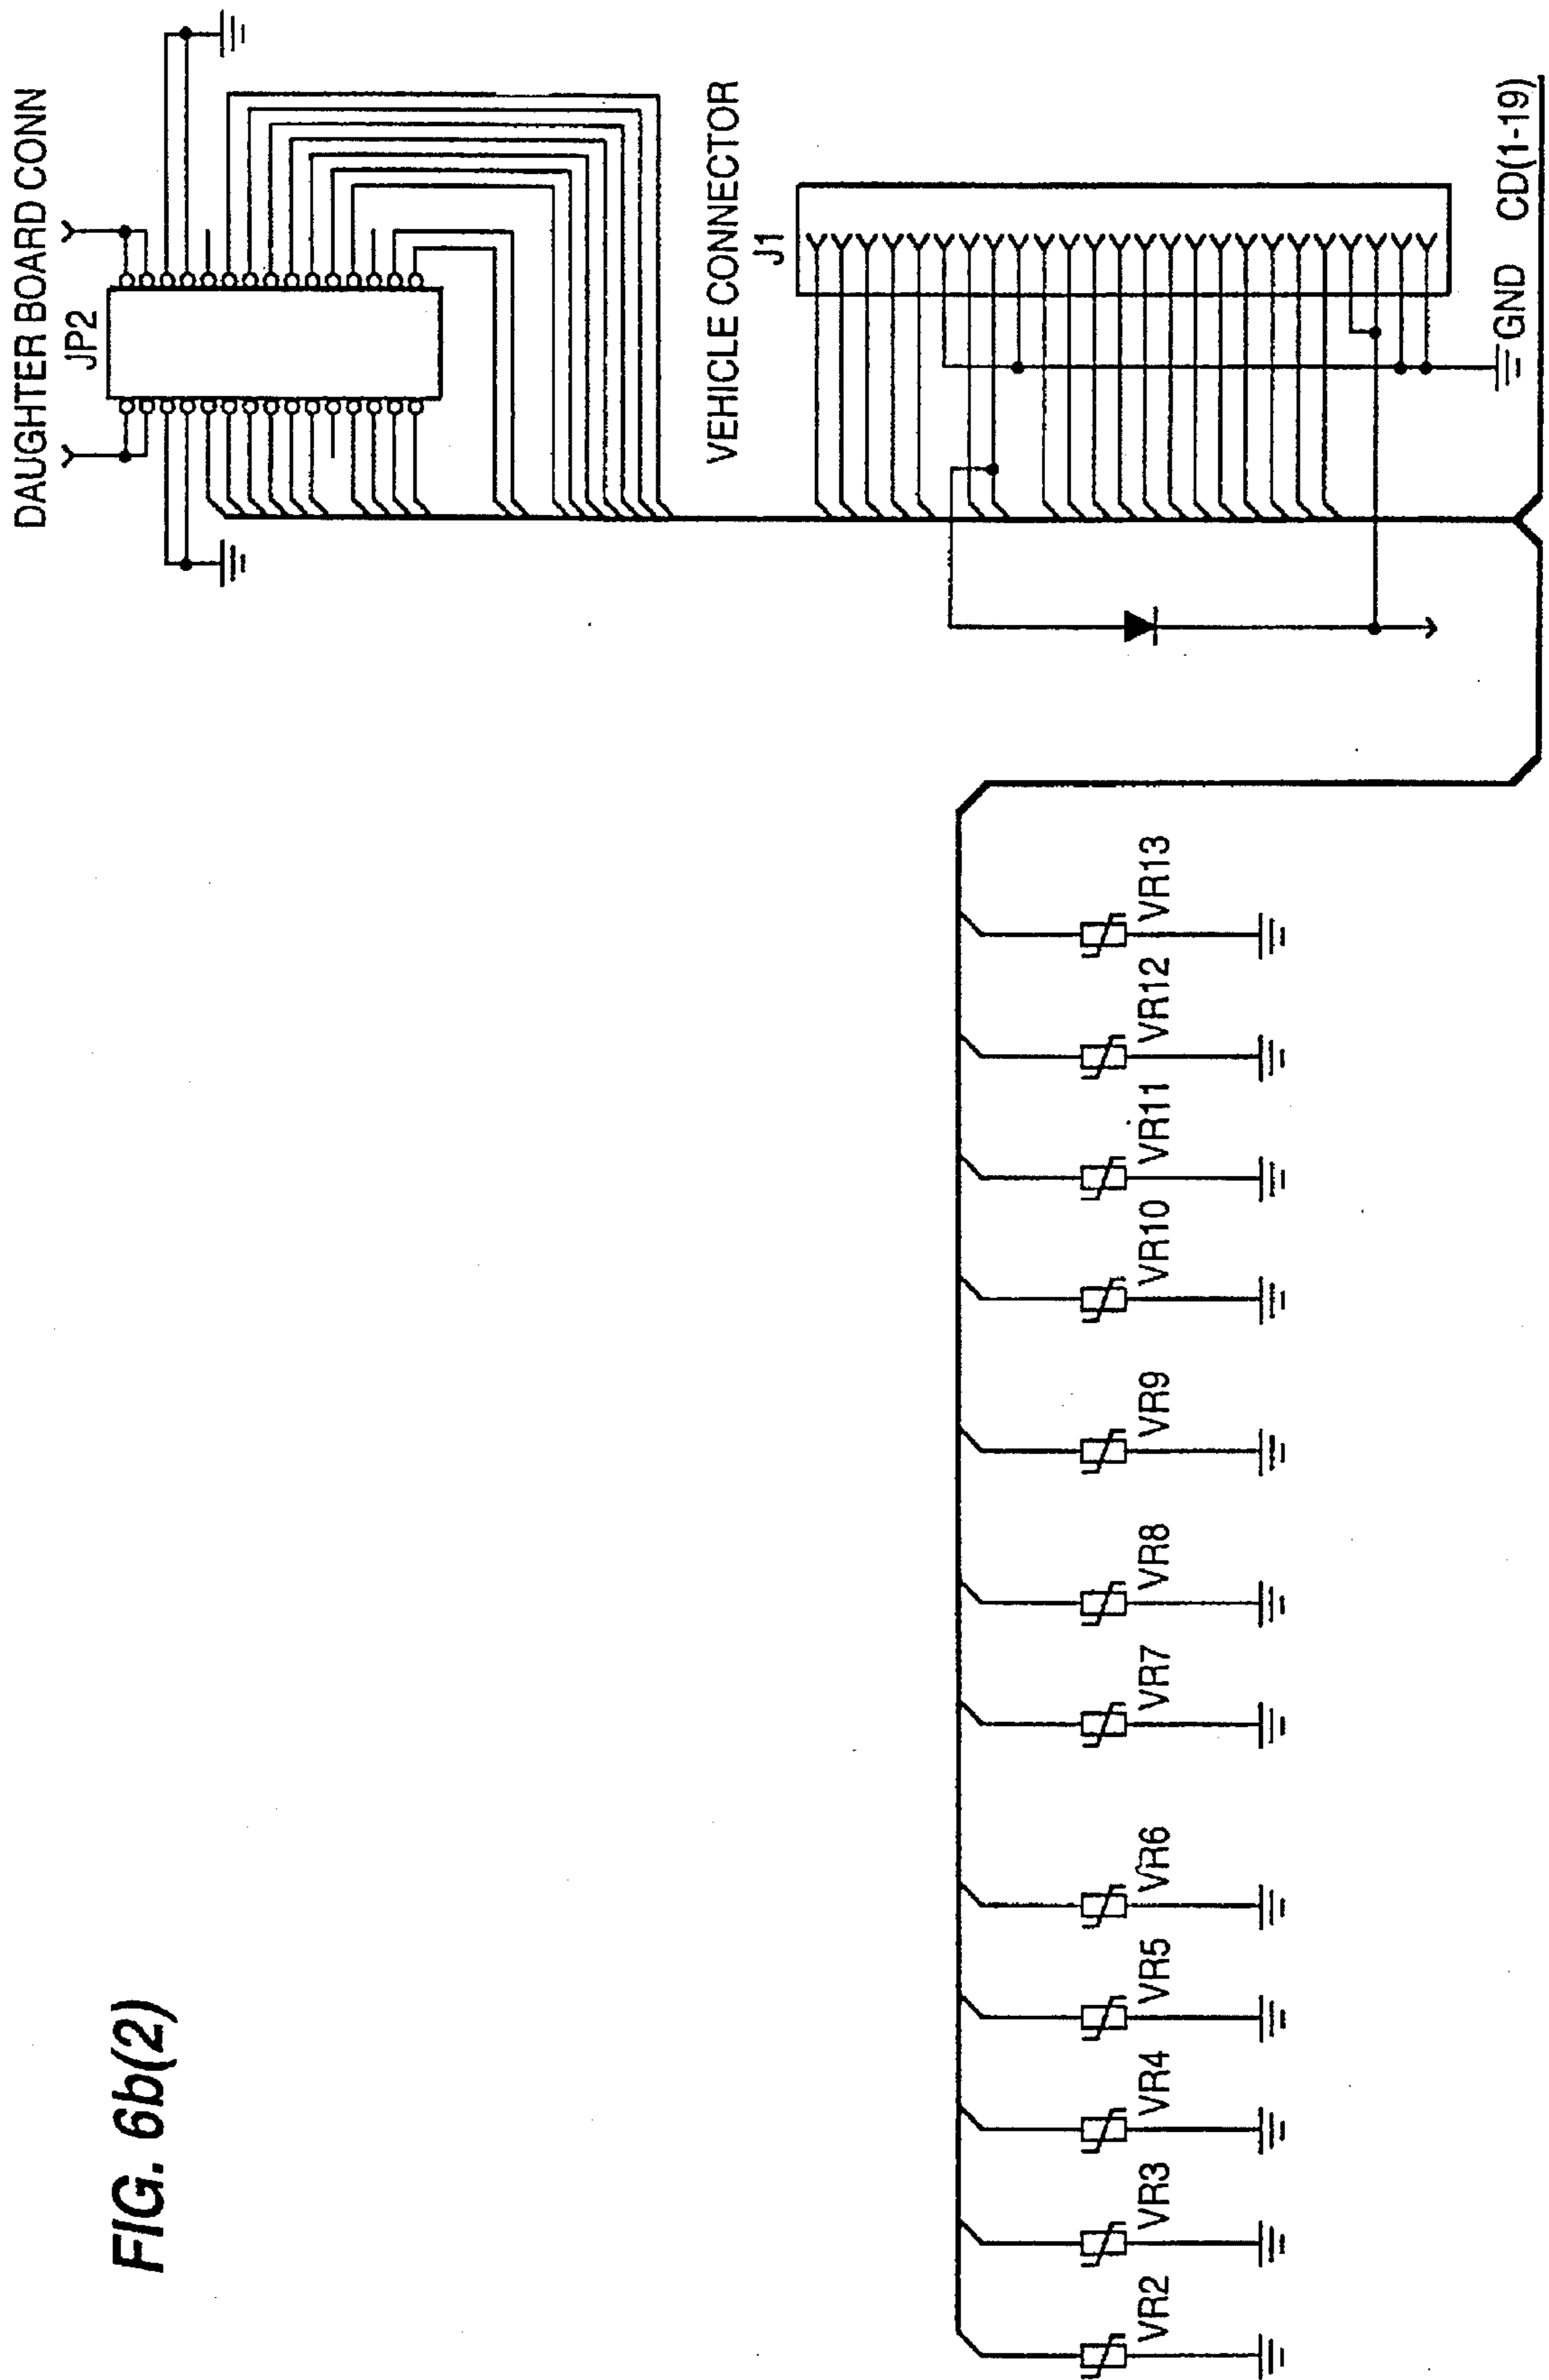 FIG. 6b(2)
DAUGHTER BOARD CONN
JP2
VEHICLE CONNECTOR
J1
GND
CD(1-19)
VR2
VR3
VR4
VR5
VR6
VR7
VR8
VR9
VR10
VR11
VR12
VR13